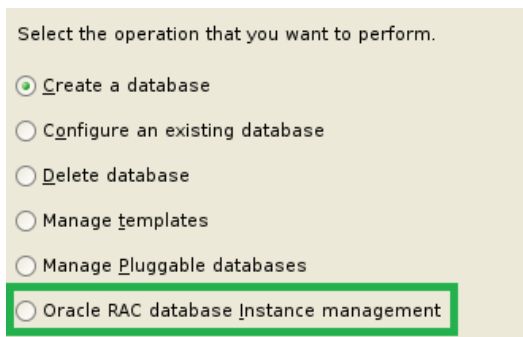 Select the operation that you want to perform.
Create a database
Configure an existing database
Delete database
Manage templates
Manage Pluggable databases
Oracle RAC database Instance management